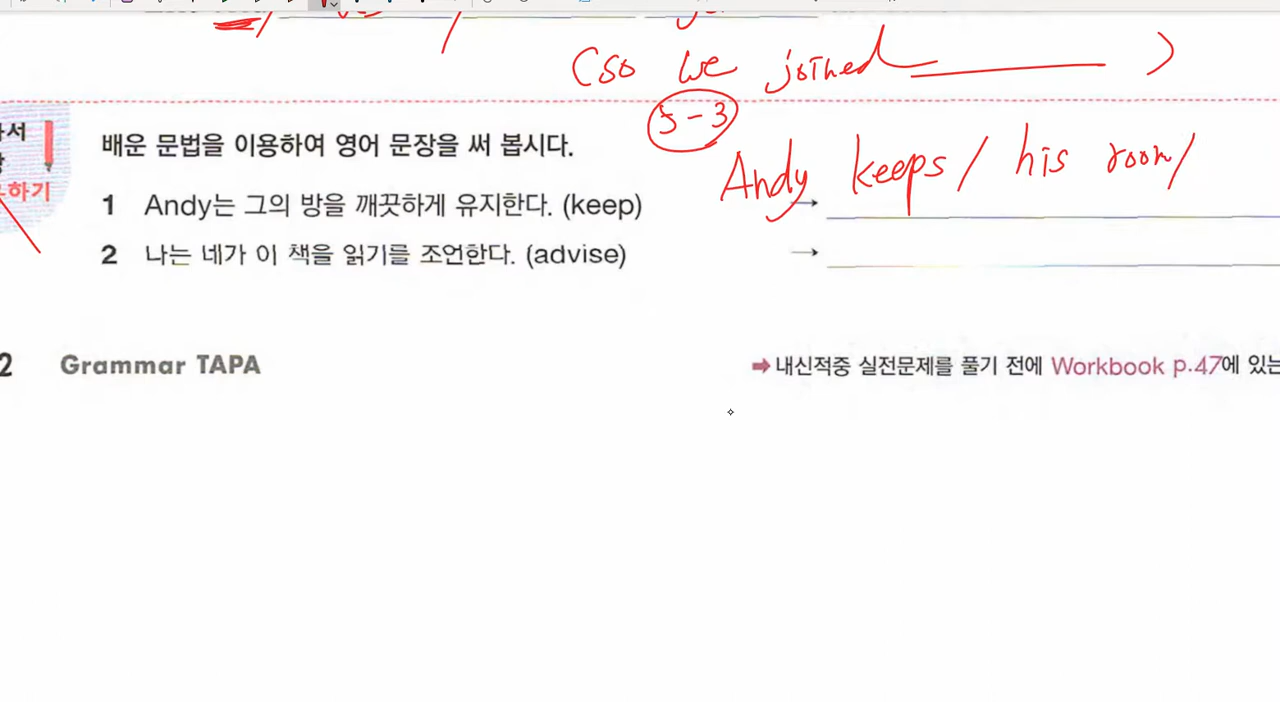 (so we joined ______ )
5-3
배운 문법을 이용하여 영어 문장을 써 봅시다.
하기
Andy keeps / his room /
1 Andy는 그의 방을 깨끗하게 유지한다. (keep) →
2 나는 네가 이 책을 읽기를 조언한다. (advise) →
2 Grammar TAPA
➡ 내신적중 실전문제를 풀기 전에 Workbook p.47에 있는